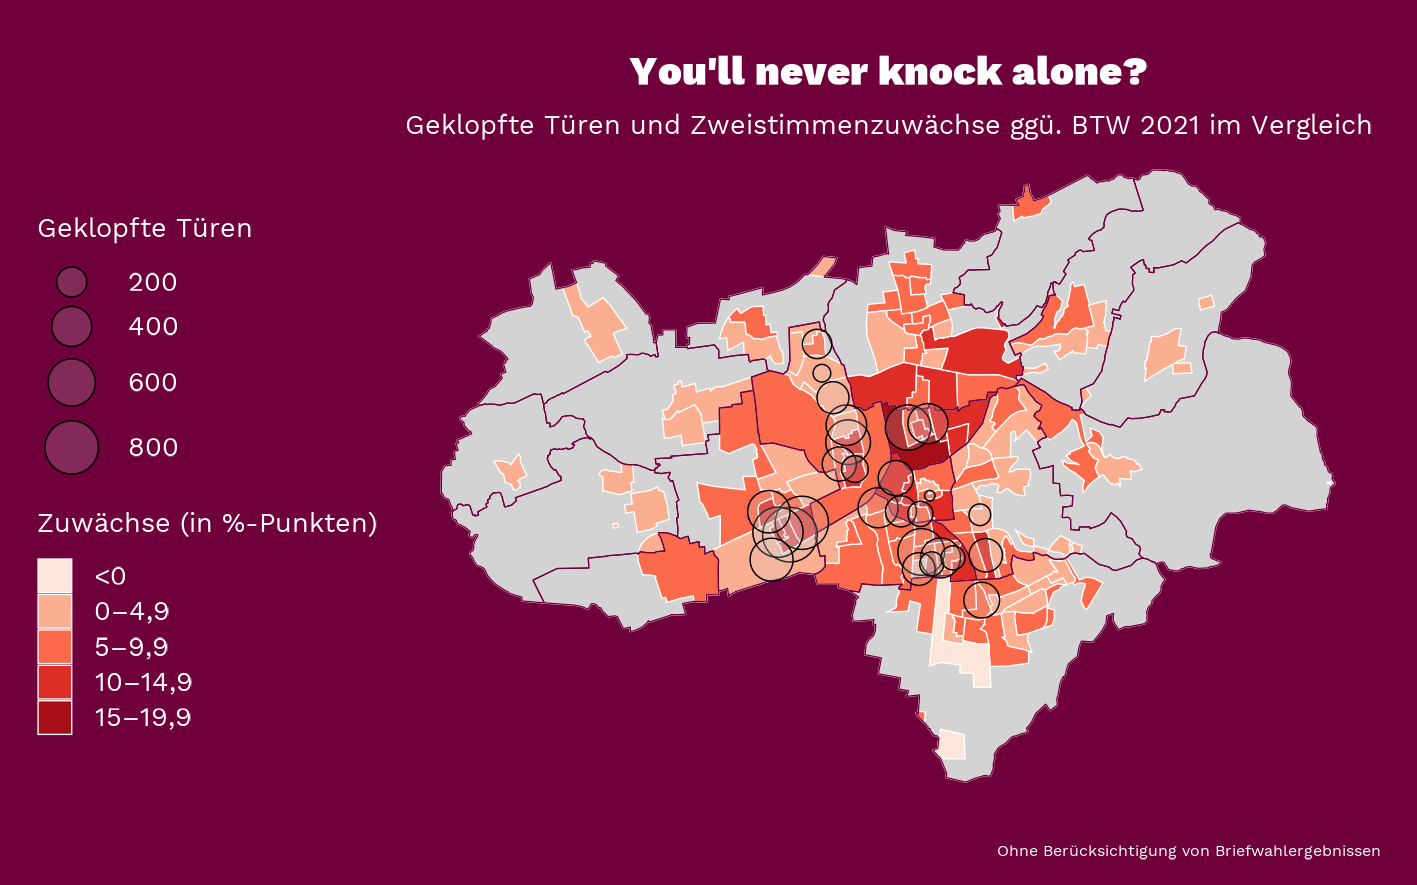 You'll never knock alone?
Geklopfte Türen und Zweistimmenzuwächse ggü. BTW 2021 im Vergleich
Geklopfte Türen
200
400
600
800
Zuwächse (in %-Punkten)
<0
0–4,9
5–9,9
10–14,9
15–19,9
Ohne Berücksichtigung von Briefwahlergebnissen